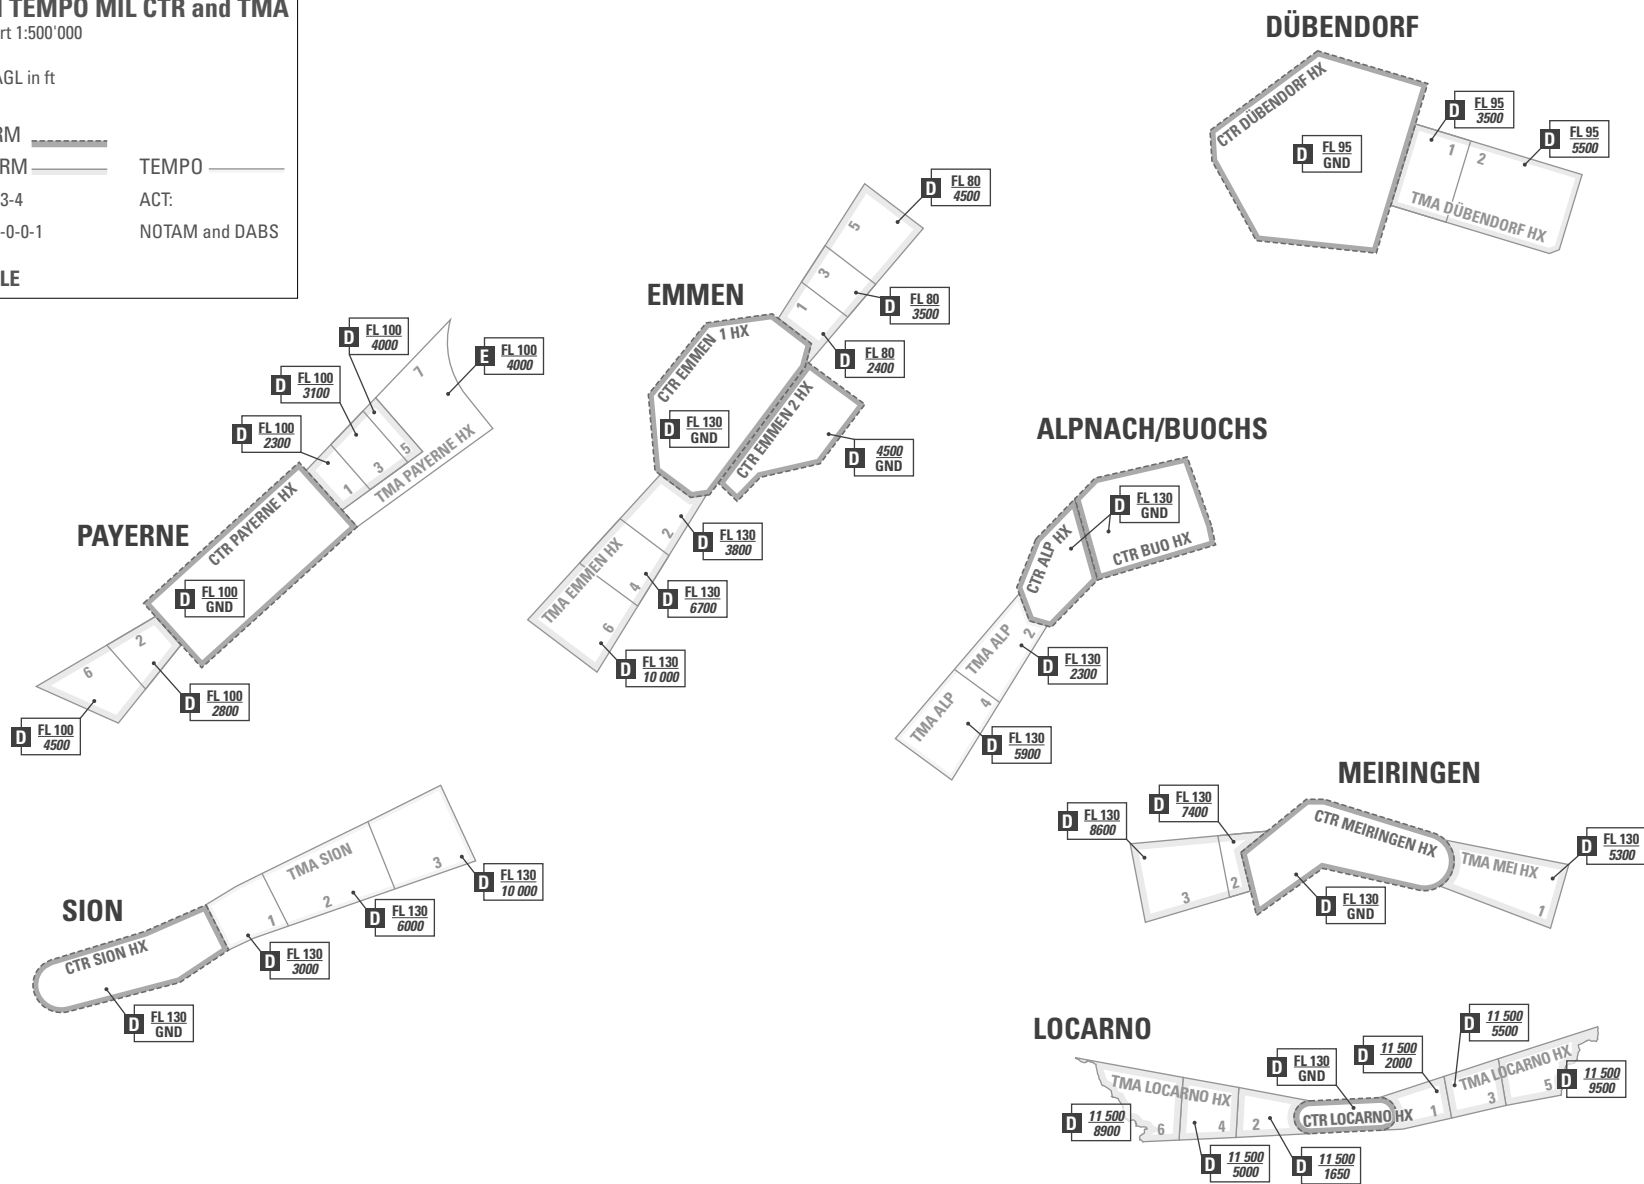 TEMPO MIL CTR and TMA
1:500'000
AGL in ft
TEMPO
3-4
ACT:
-0-0-1
NOTAM and DABS
DÜBENDORF
CTR DÜBENDORF HX
D FL 95
GND
D FL 95
3500
D FL 95
5500
1
2
TMA DÜBENDORF HX
EMMEN
D FL 80
4500
5
3
1
D FL 80
3500
D FL 80
2400
CTR EMMEN 1 HX
D FL 130
GND
CTR EMMEN 2 HX
D 4500
GND
2
D FL 130
3800
TMA EMMEN HX
4
D FL 130
6700
6
D FL 130
10 000
PAYERNE
D FL 100
4000
E FL 100
4000
D FL 100
3100
D FL 100
2300
7
5
3
1
TMA PAYERNE HX
CTR PAYERNE HX
D FL 100
GND
2
6
D FL 100
2800
D FL 100
4500
ALPNACH/BUOCHS
D FL 130
GND
CTR ALP HX
CTR BUO HX
TMA ALP
2
D FL 130
2300
TMA ALP
4
D FL 130
5900
SION
CTR SION HX
D FL 130
GND
TMA SION
1
2
3
D FL 130
3000
D FL 130
6000
D FL 130
10 000
MEIRINGEN
D FL 130
8600
D FL 130
7400
CTR MEIRINGEN HX
D FL 130
GND
3
2
TMA MEI HX
1
D FL 130
5300
LOCARNO
TMA LOCARNO HX
D 11 500
8900
6
4
2
D 11 500
5000
D 11 500
1650
D FL 130
GND
CTR LOCARNO HX
D 11 500
2000
D 11 500
5500
TMA LOCARNO HX
1
3
5
D 11 500
9500